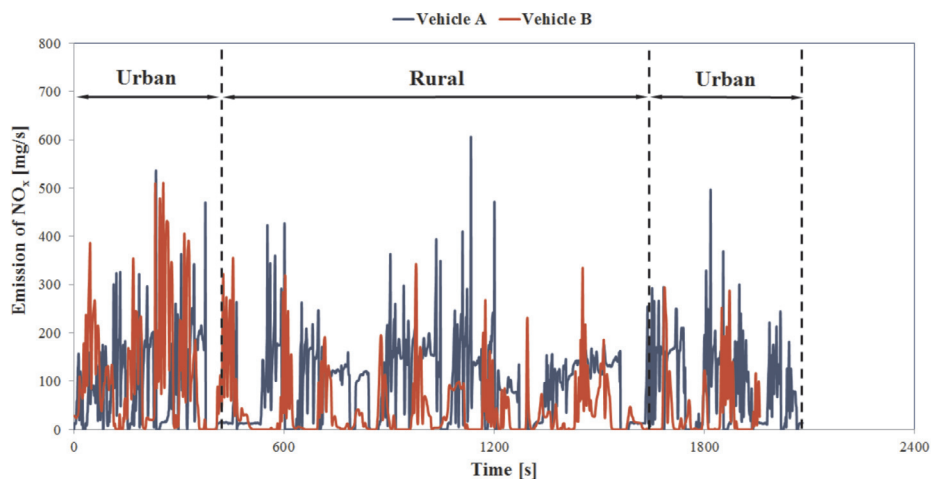 Vehicle A Vehicle B
800
Urban Rural Urban
700
600
500
400
300
200
100
0
Emission of NOx [mg/s]
0 600 1200 1800 2400
Time [s]